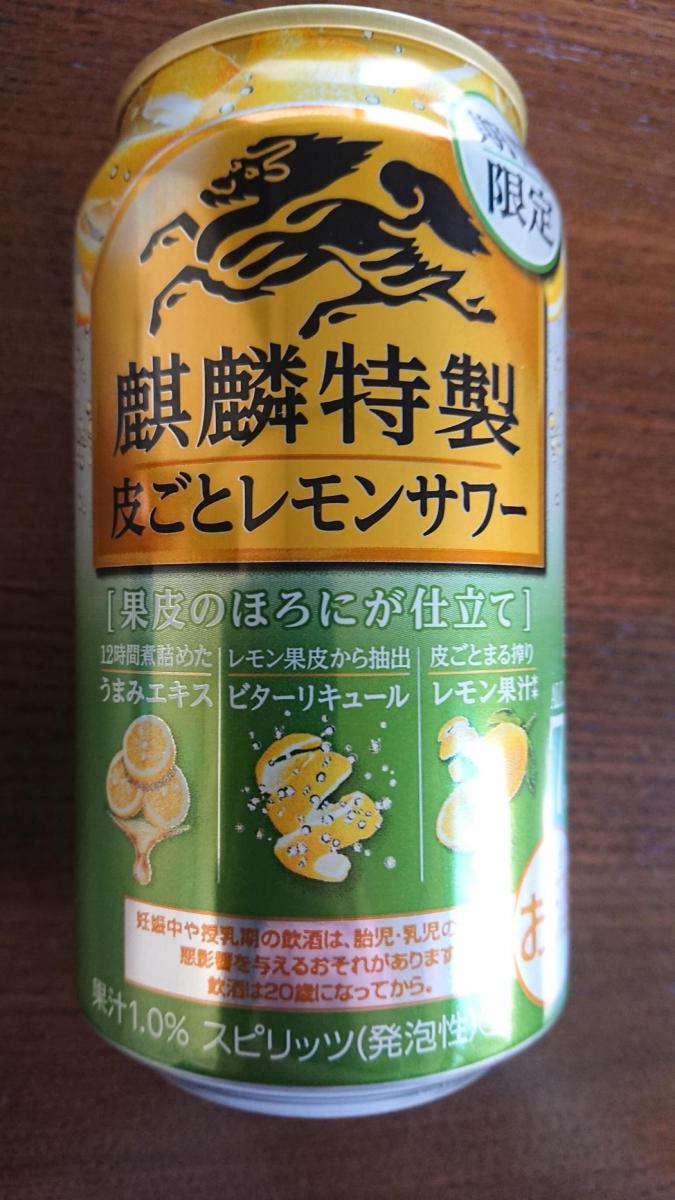 限定
麒麟特製
皮ごとレモンサワー
[果皮のほろにが仕立て]
12時間煮詰めた
うまみエキス
レモン果皮から抽出
ビターリキュール
皮ごとまる搾り
レモン果汁※
妊娠中や授乳期の飲酒は、胎児・乳児の
悪影響を与えるおそれがあります
飲酒は20歳になってから。
果汁1.0% スピリッツ(発泡性)
お